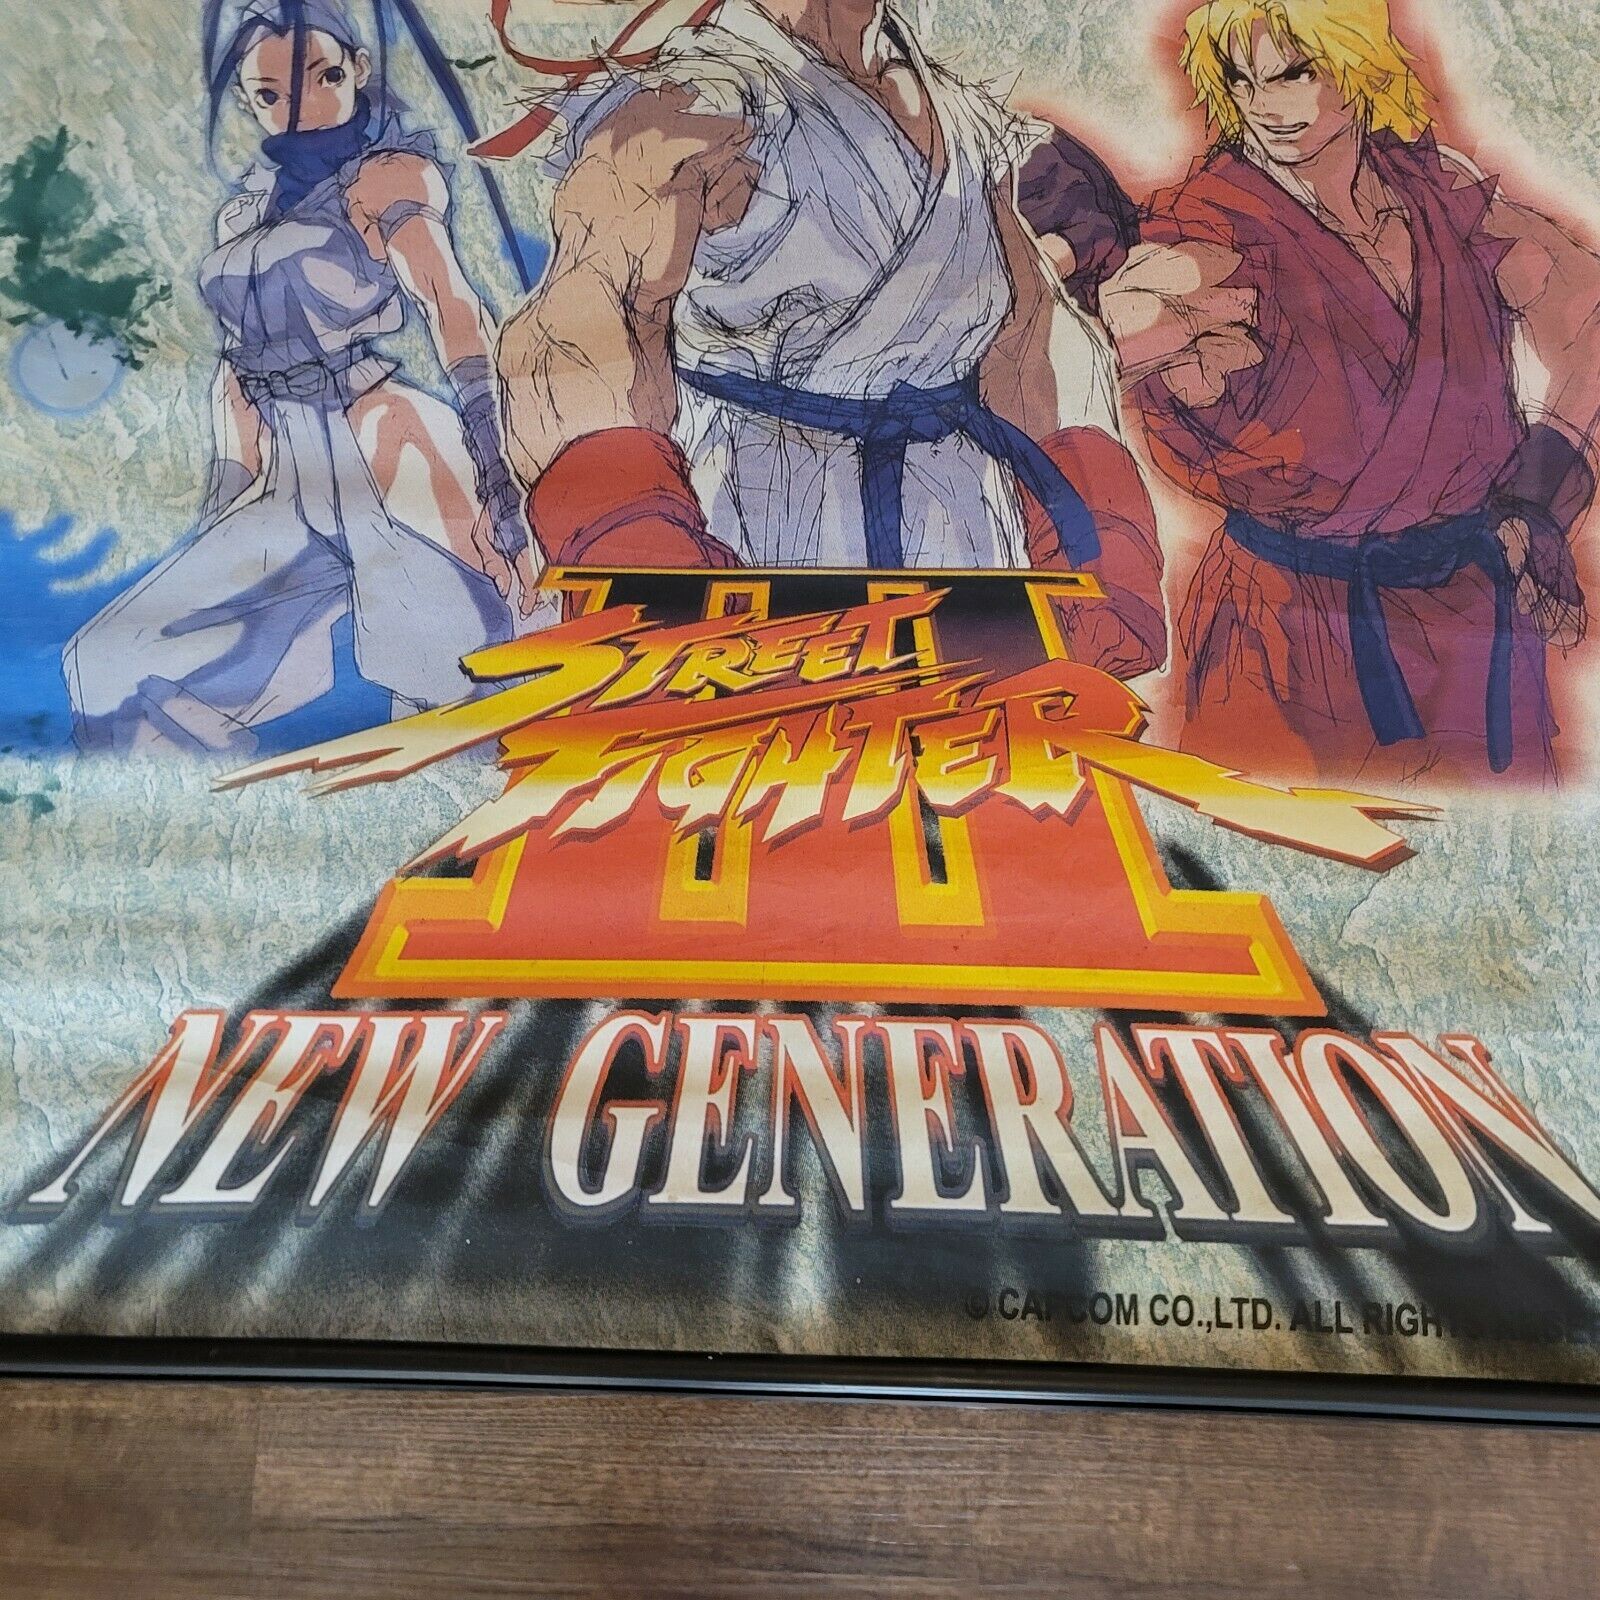 STREET
FIGHTER
III
NEW GENERATION
© CAPCOM CO.,LTD. ALL RIGHTS